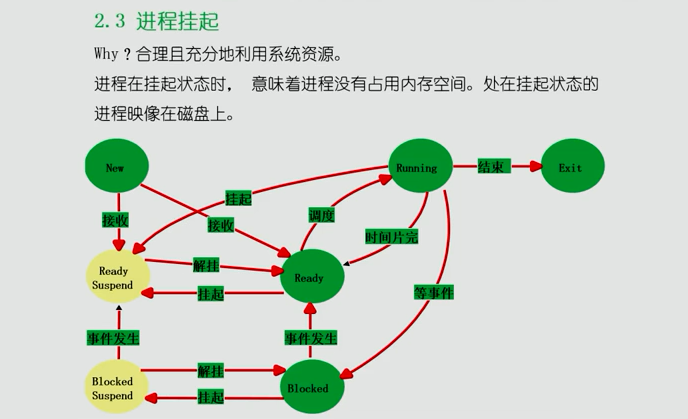 2.3 进程挂起
Why？合理且充分地利用系统资源。
进程在挂起状态时， 意味着进程没有占用内存空间。处在挂起状态的
进程映像在磁盘上。
New
Running
结束
Exit
挂起
接收
接收
调度
时间片完
解挂
Ready
Suspend
Ready
挂起
等事件
事件发生
事件发生
解挂
Blocked
Suspend
挂起
Blocked